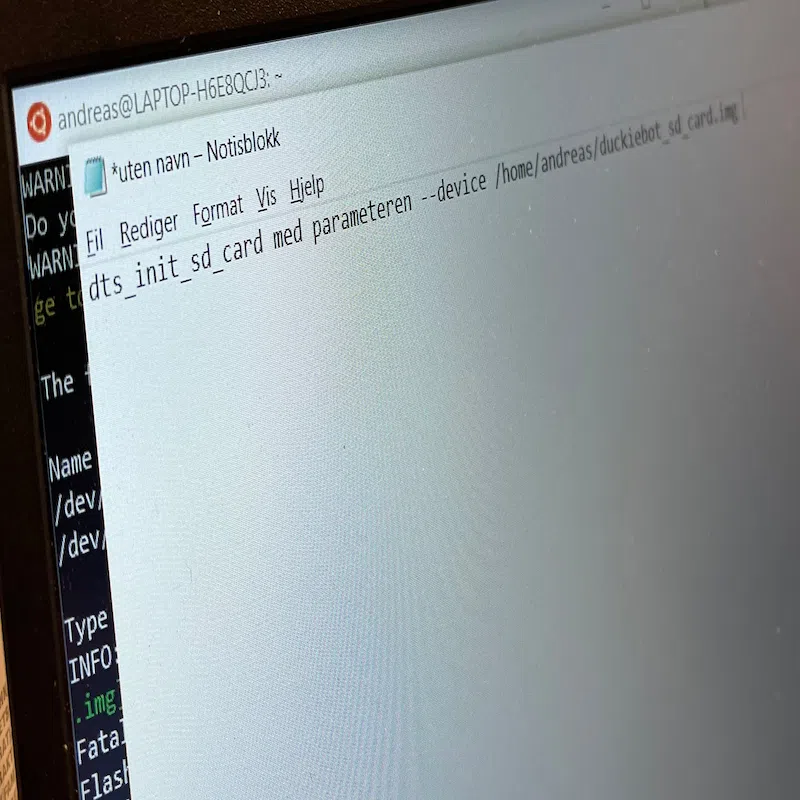 andreas@LAPTOP-H6E8QCJ3: ~
*uten navn – Notisblokk
Fil Rediger Format Vis Hjelp
dts_init_sd_card med parameteren --device /home/andreas/duckiebot_sd_card.img
WARNI
Do yo
WARNI
ge to
The
Name
/dev/
/dev/
Type
INFO:
.img
Fatal
Flash